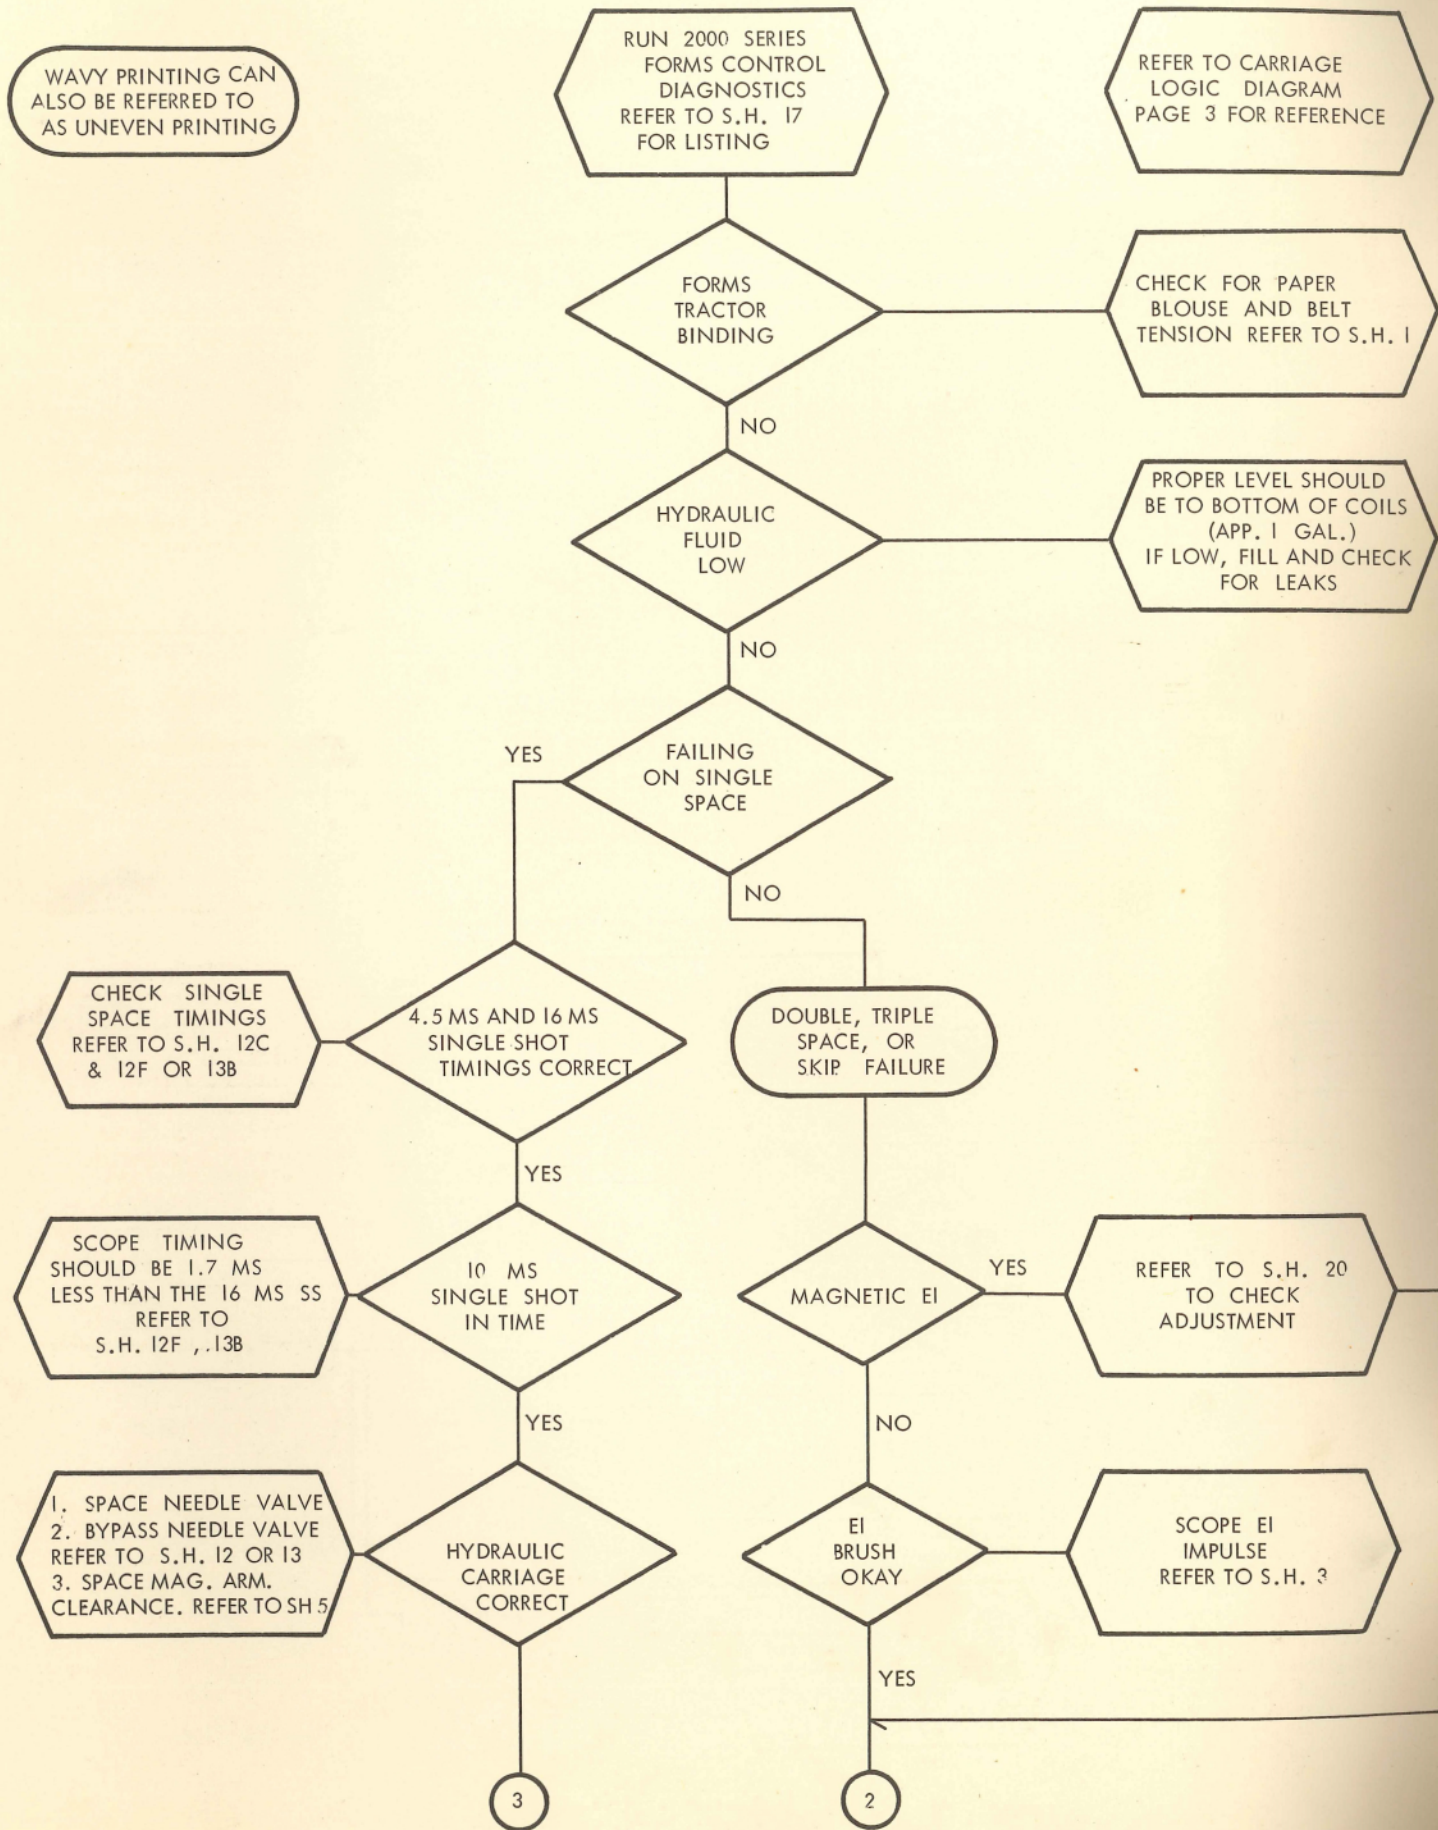 WAVY PRINTING CAN
ALSO BE REFERRED TO
AS UNEVEN PRINTING
RUN 2000 SERIES
FORMS CONTROL
DIAGNOSTICS
REFER TO S.H. 17
FOR LISTING
REFER TO CARRIAGE
LOGIC DIAGRAM
PAGE 3 FOR REFERENCE
FORMS
TRACTOR
BINDING
CHECK FOR PAPER
BLOUSE AND BELT
TENSION REFER TO S.H. 1
NO
HYDRAULIC
FLUID
LOW
PROPER LEVEL SHOULD
BE TO BOTTOM OF COILS
(APP. 1 GAL.)
IF LOW, FILL AND CHECK
FOR LEAKS
NO
YES
FAILING
ON SINGLE
SPACE
NO
CHECK SINGLE
SPACE TIMINGS
REFER TO S.H. 12C
& 12F OR 13B
4.5 MS AND 16 MS
SINGLE SHOT
TIMINGS CORRECT
DOUBLE, TRIPLE
SPACE, OR
SKIP FAILURE
YES
SCOPE TIMING
SHOULD BE 1.7 MS
LESS THAN THE 16 MS SS
REFER TO
S.H. 12F , .13B
10 MS
SINGLE SHOT
IN TIME
MAGNETIC EI
YES
REFER TO S.H. 20
TO CHECK
ADJUSTMENT
YES
NO
1. SPACE NEEDLE VALVE
2. BYPASS NEEDLE VALVE
REFER TO S.H. 12 OR 13
3. SPACE MAG. ARM.
CLEARANCE. REFER TO SH 5
HYDRAULIC
CARRIAGE
CORRECT
EI
BRUSH
OKAY
SCOPE EI
IMPULSE
REFER TO S.H. 3
YES
3
2